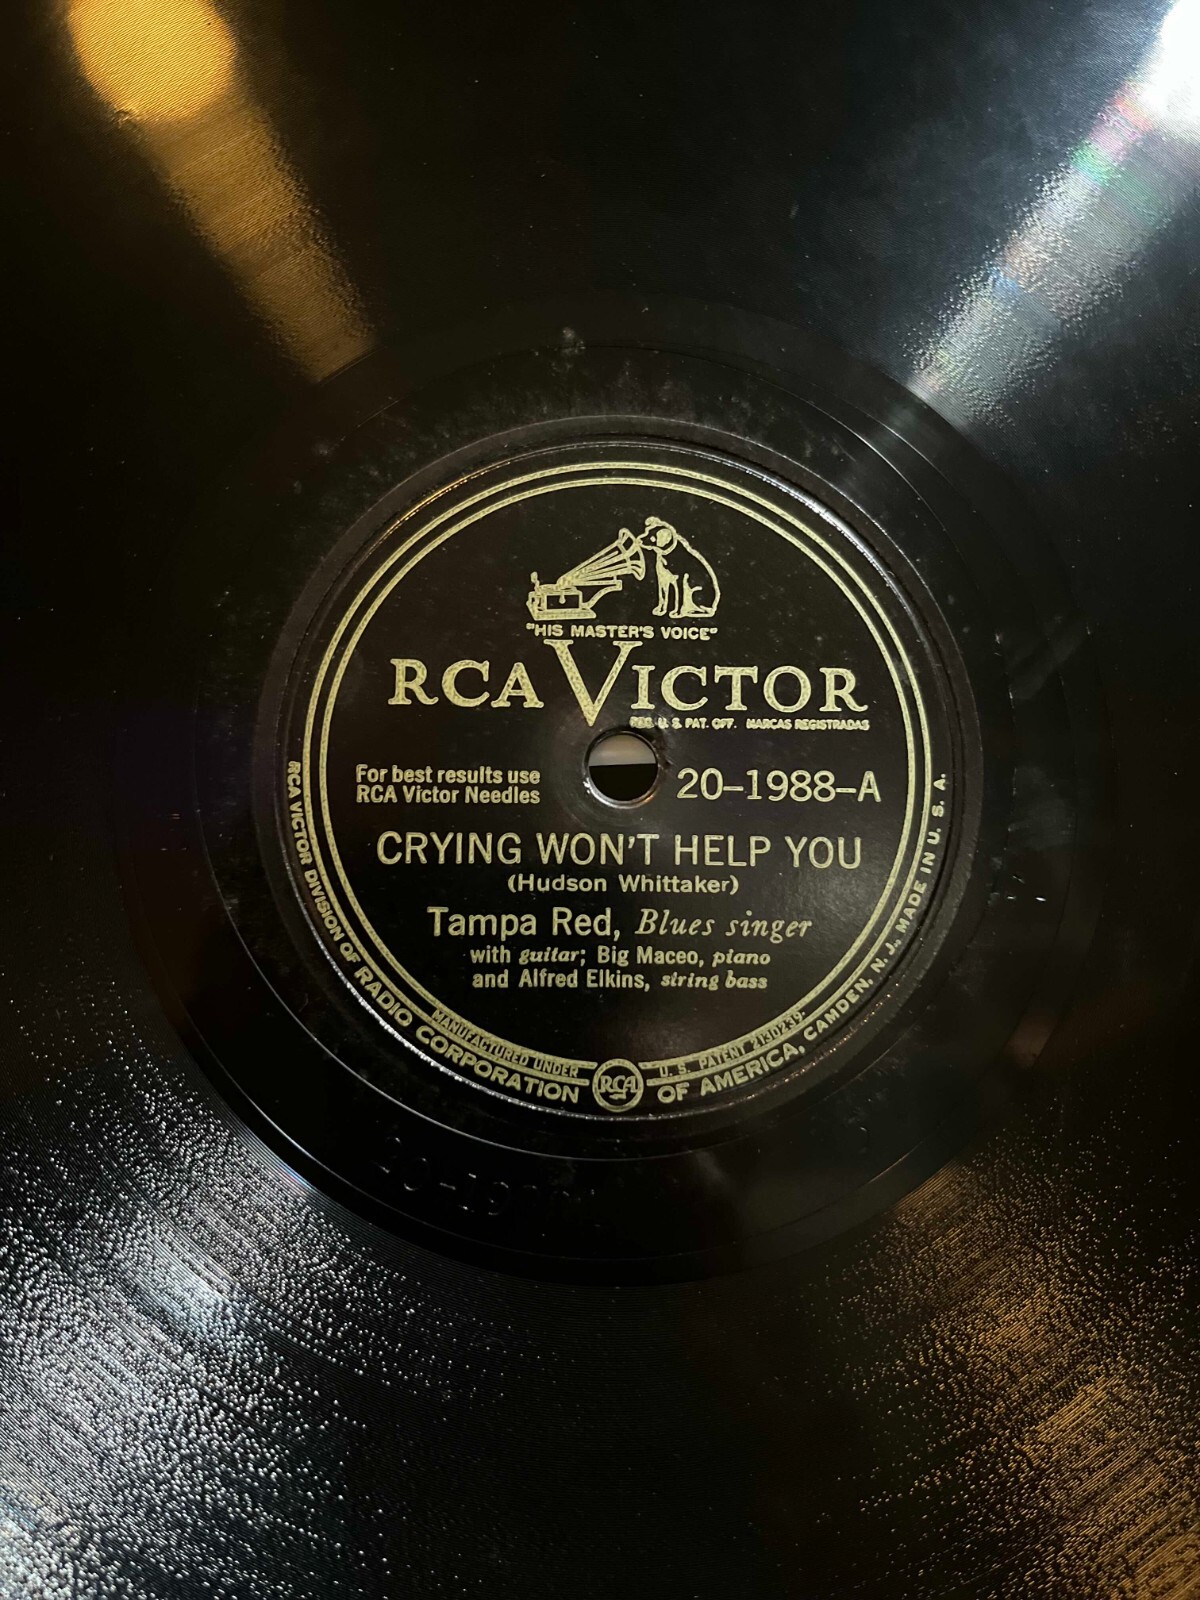 "HIS MASTER'S VOICE"
RCA VICTOR
REG. U. S. PAT. OFF. MARCAS REGISTRADAS
For best results use
RCA Victor Needles
20-1988-A
CRYING WON'T HELP YOU
(Hudson Whittaker)
Tampa Red, Blues singer
with guitar; Big Maceo, piano
and Alfred Elkins, string bass
MANUFACTURED UNDER U. S. PATENT 2130239
RCA
RCA VICTOR DIVISION OF RADIO CORPORATION OF AMERICA, CAMDEN, N. J., MADE IN U. S. A.